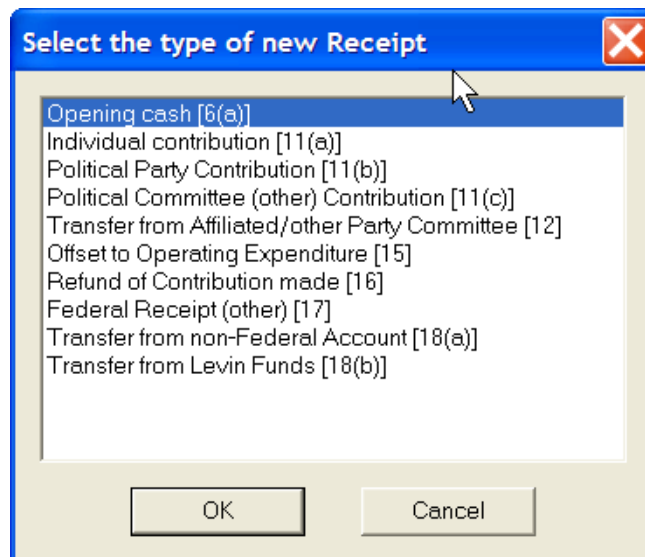 Select the type of new Receipt
Opening cash [6(a)]
Individual contribution [11(a)]
Political Party Contribution [11(b)]
Political Committee (other) Contribution [11(c)]
Transfer from Affiliated/other Party Committee [12]
Offset to Operating Expenditure [15]
Refund of Contribution made [16]
Federal Receipt (other) [17]
Transfer from non-Federal Account [18(a)]
Transfer from Levin Funds [18(b)]
OK Cancel